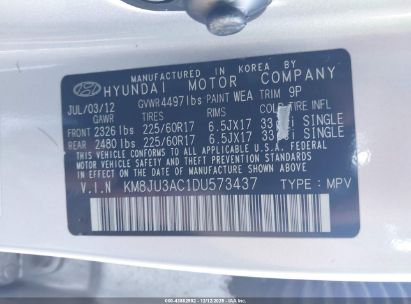 MANUFACTURED IN KOREA BY
HYUNDAI MOTOR COMPANY
JUL/03/12 GVWR 4497lbs PAINT WEA TRIM 9P
GAWR TIRES RIMS COLD TIRE INFL
FRONT 2326lbs 225/60R17 6.5JX17 33 SINGLE
REAR 2480lbs 225/60R17 6.5JX17 33 SINGLE
THIS VEHICLE CONFORMS TO ALL APPLICABLE
U.S. FEDERAL MOTOR VEHICLE SAFETY
STANDARDS IN EFFECT ON THE DATE OF
MANUFACTURE SHOWN ABOVE.
V.I.N KM8JU3AC1DU573437 TYPE : MPV